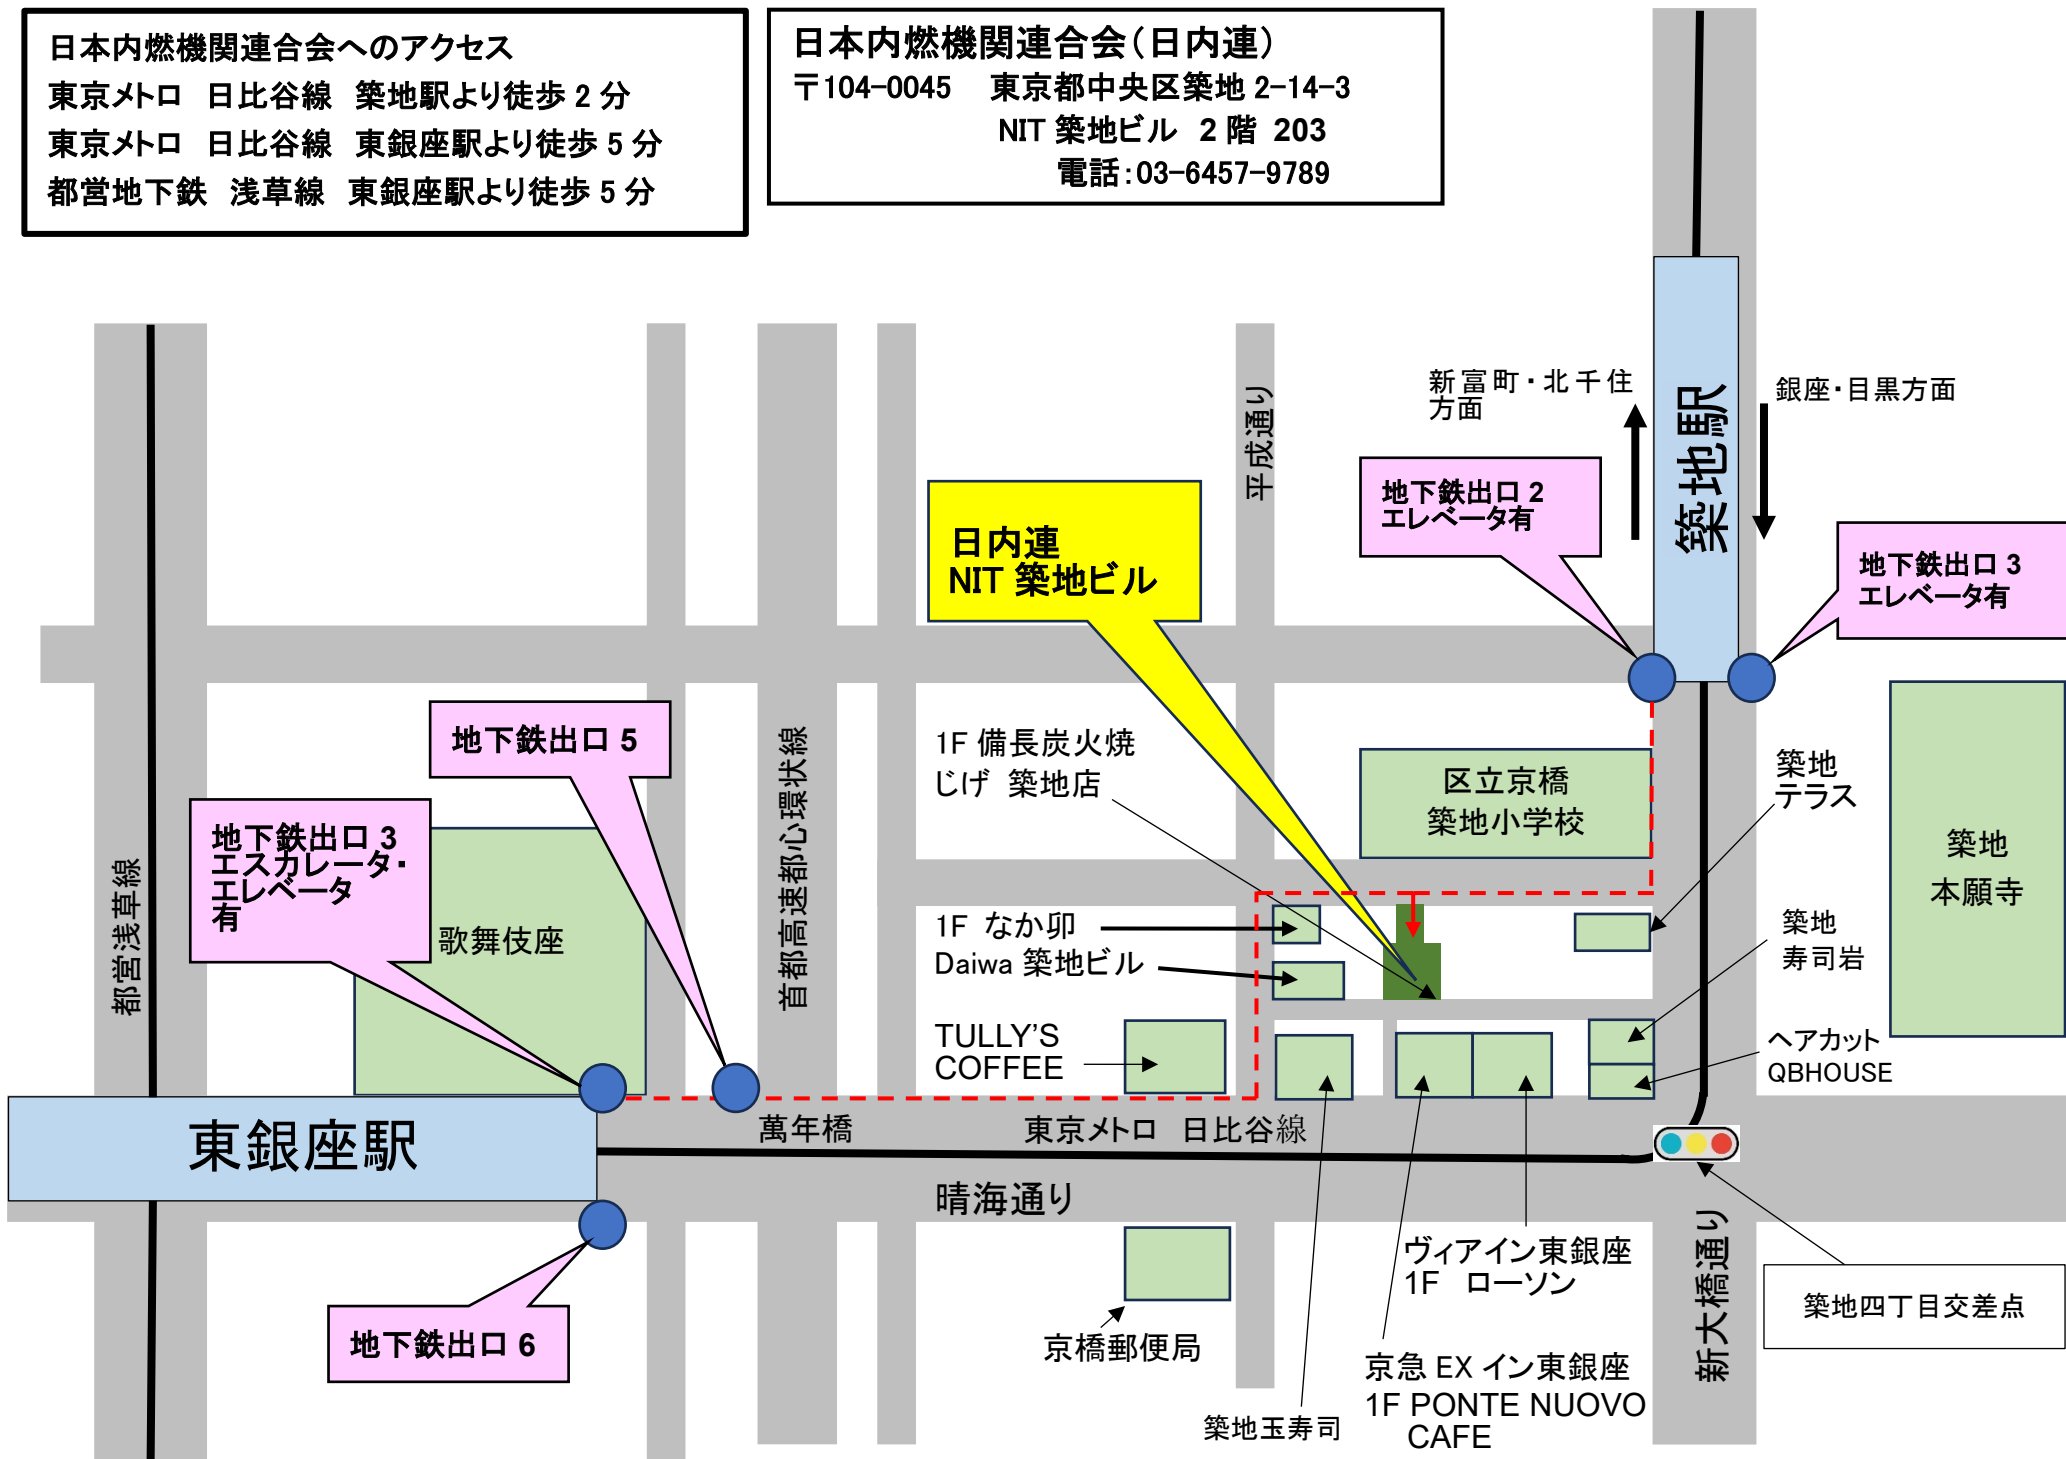 日本内燃機関連合会へのアクセス
東京メトロ 日比谷線 築地駅より徒歩 2 分
東京メトロ 日比谷線 東銀座駅より徒歩 5 分
都営地下鉄 浅草線 東銀座駅より徒歩 5 分
日本内燃機関連合会(日内連)
〒104-0045 東京都中央区築地 2-14-3
NIT 築地ビル 2 階 203
電話:03-6457-9789
新富町・北千住
方面
銀座・目黒方面
築地駅
平成通り
地下鉄出口 2
エレベータ有
地下鉄出口 3
エレベータ有
日内連
NIT 築地ビル
地下鉄出口 5
地下鉄出口 3
エスカレータ・
エレベータ
有
歌舞伎座
都営浅草線
首都高速都心環状線
1F 備長炭火焼
じげ 築地店
区立京橋
築地小学校
築地
テラス
築地
本願寺
1F なか卯
Daiwa 築地ビル
築地
寿司岩
TULLY'S
COFFEE
ヘアカット
QBHOUSE
東銀座駅
萬年橋
東京メトロ 日比谷線
晴海通り
地下鉄出口 6
京橋郵便局
ヴィアイン東銀座
1F ローソン
新大橋通り
築地四丁目交差点
京急 EX イン東銀座
1F PONTE NUOVO
CAFE
築地玉寿司